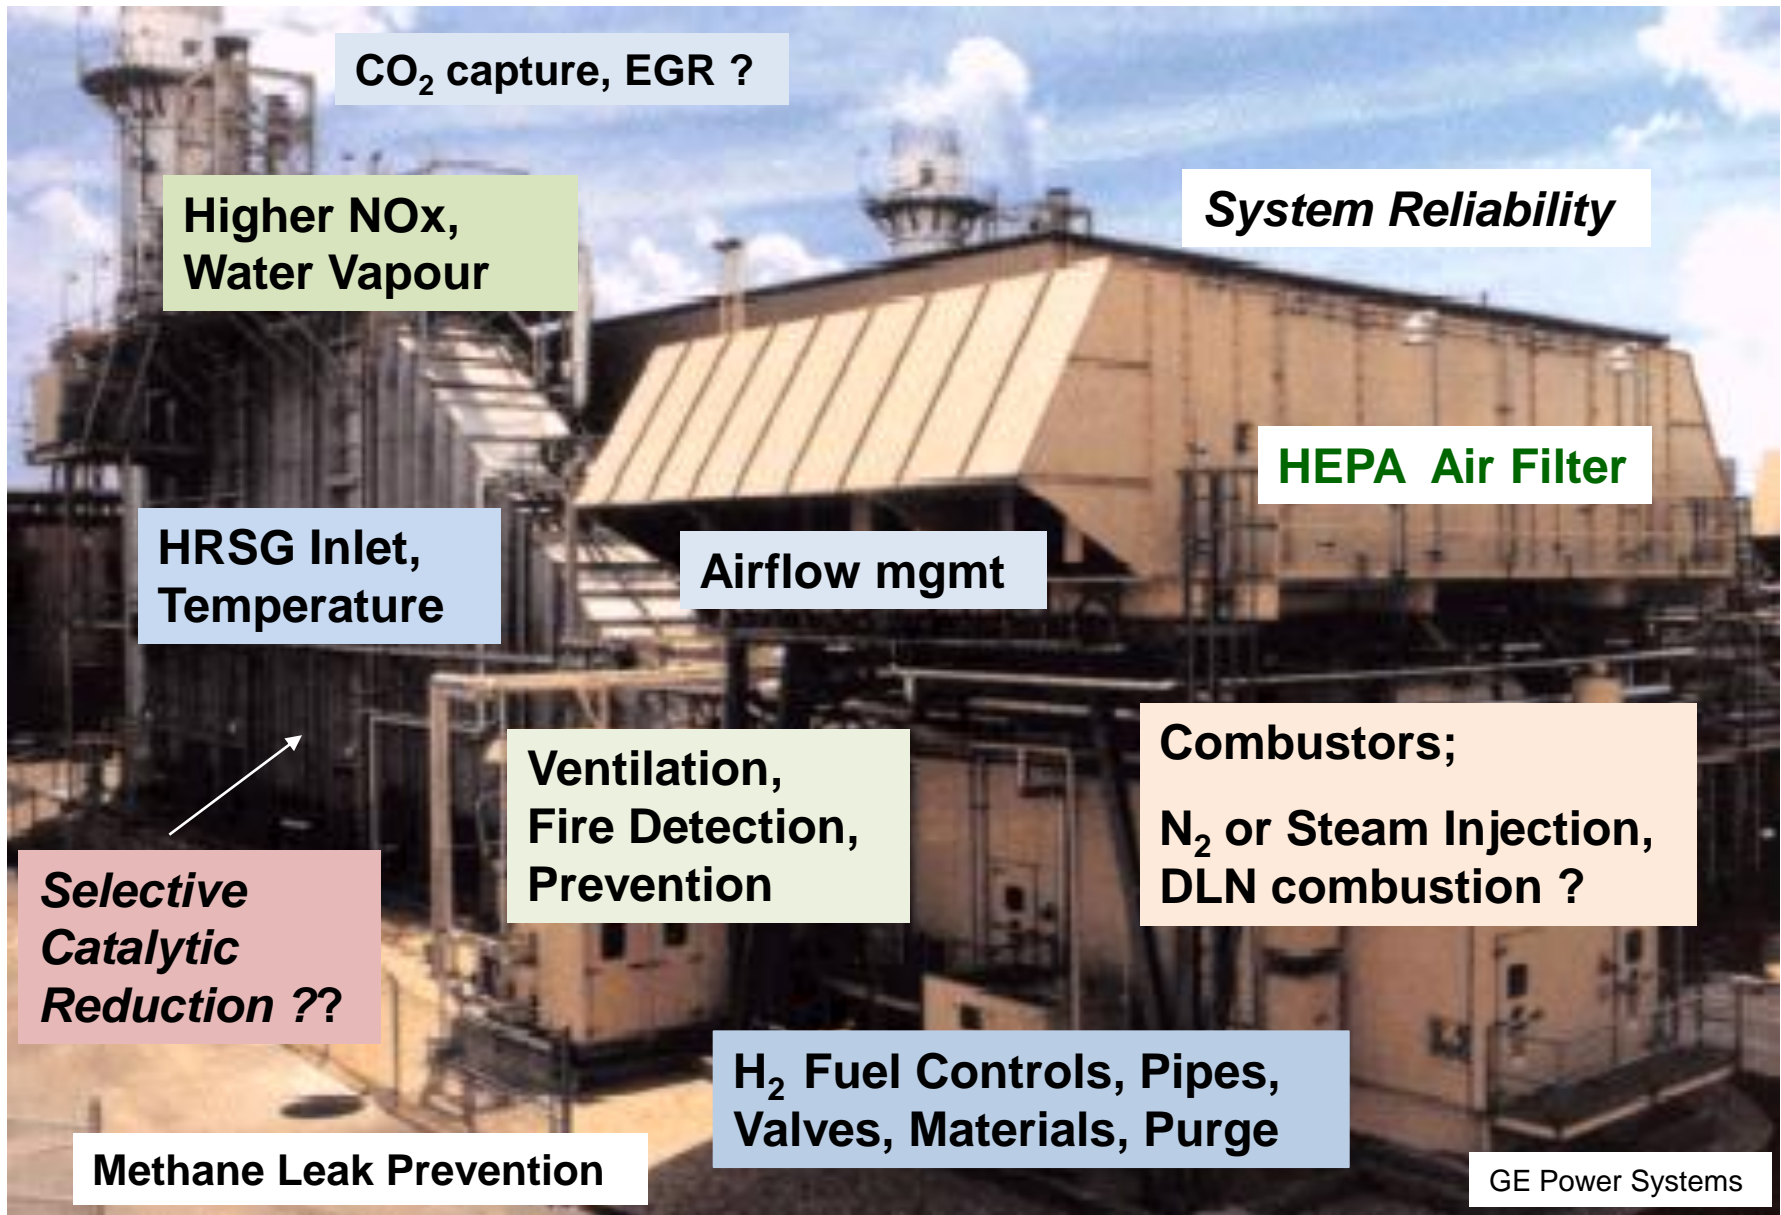 CO₂ capture, EGR ?
Higher NOx,
Water Vapour
System Reliability
HEPA Air Filter
HRSG Inlet,
Temperature
Airflow mgmt
Combustors;
N₂ or Steam Injection,
DLN combustion ?
Ventilation,
Fire Detection,
Prevention
Selective
Catalytic
Reduction ??
H₂ Fuel Controls, Pipes,
Valves, Materials, Purge
Methane Leak Prevention
GE Power Systems